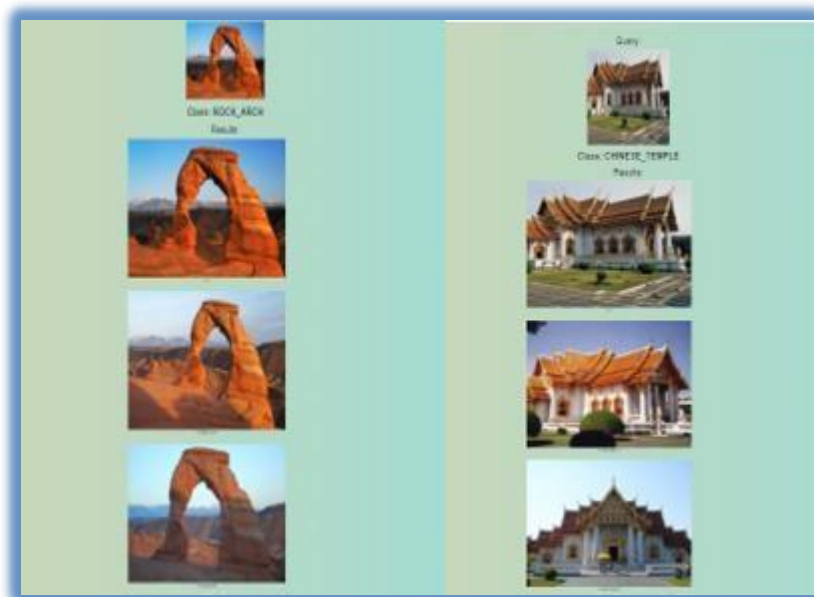 Class: ROCK_ARCH
Results
Query
Class: CHINESE_TEMPLE
Results